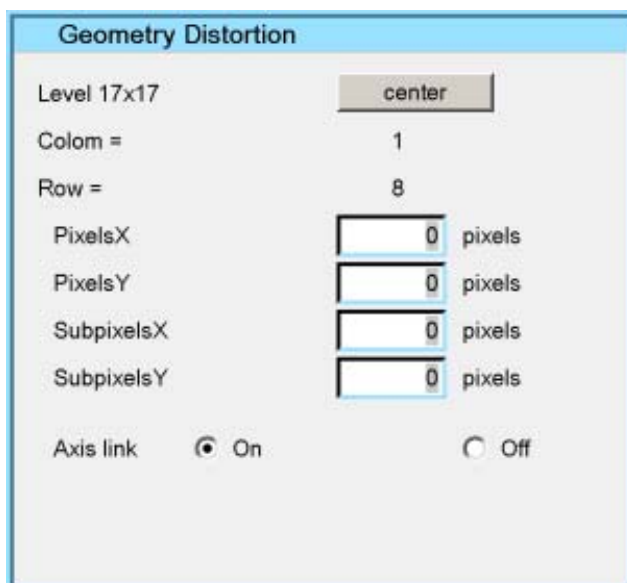 Geometry Distortion
Level 17x17 center
Colom = 1
Row = 8
PixelsX 0 pixels
PixelsY 0 pixels
SubpixelsX 0 pixels
SubpixelsY 0 pixels
Axis link On Off